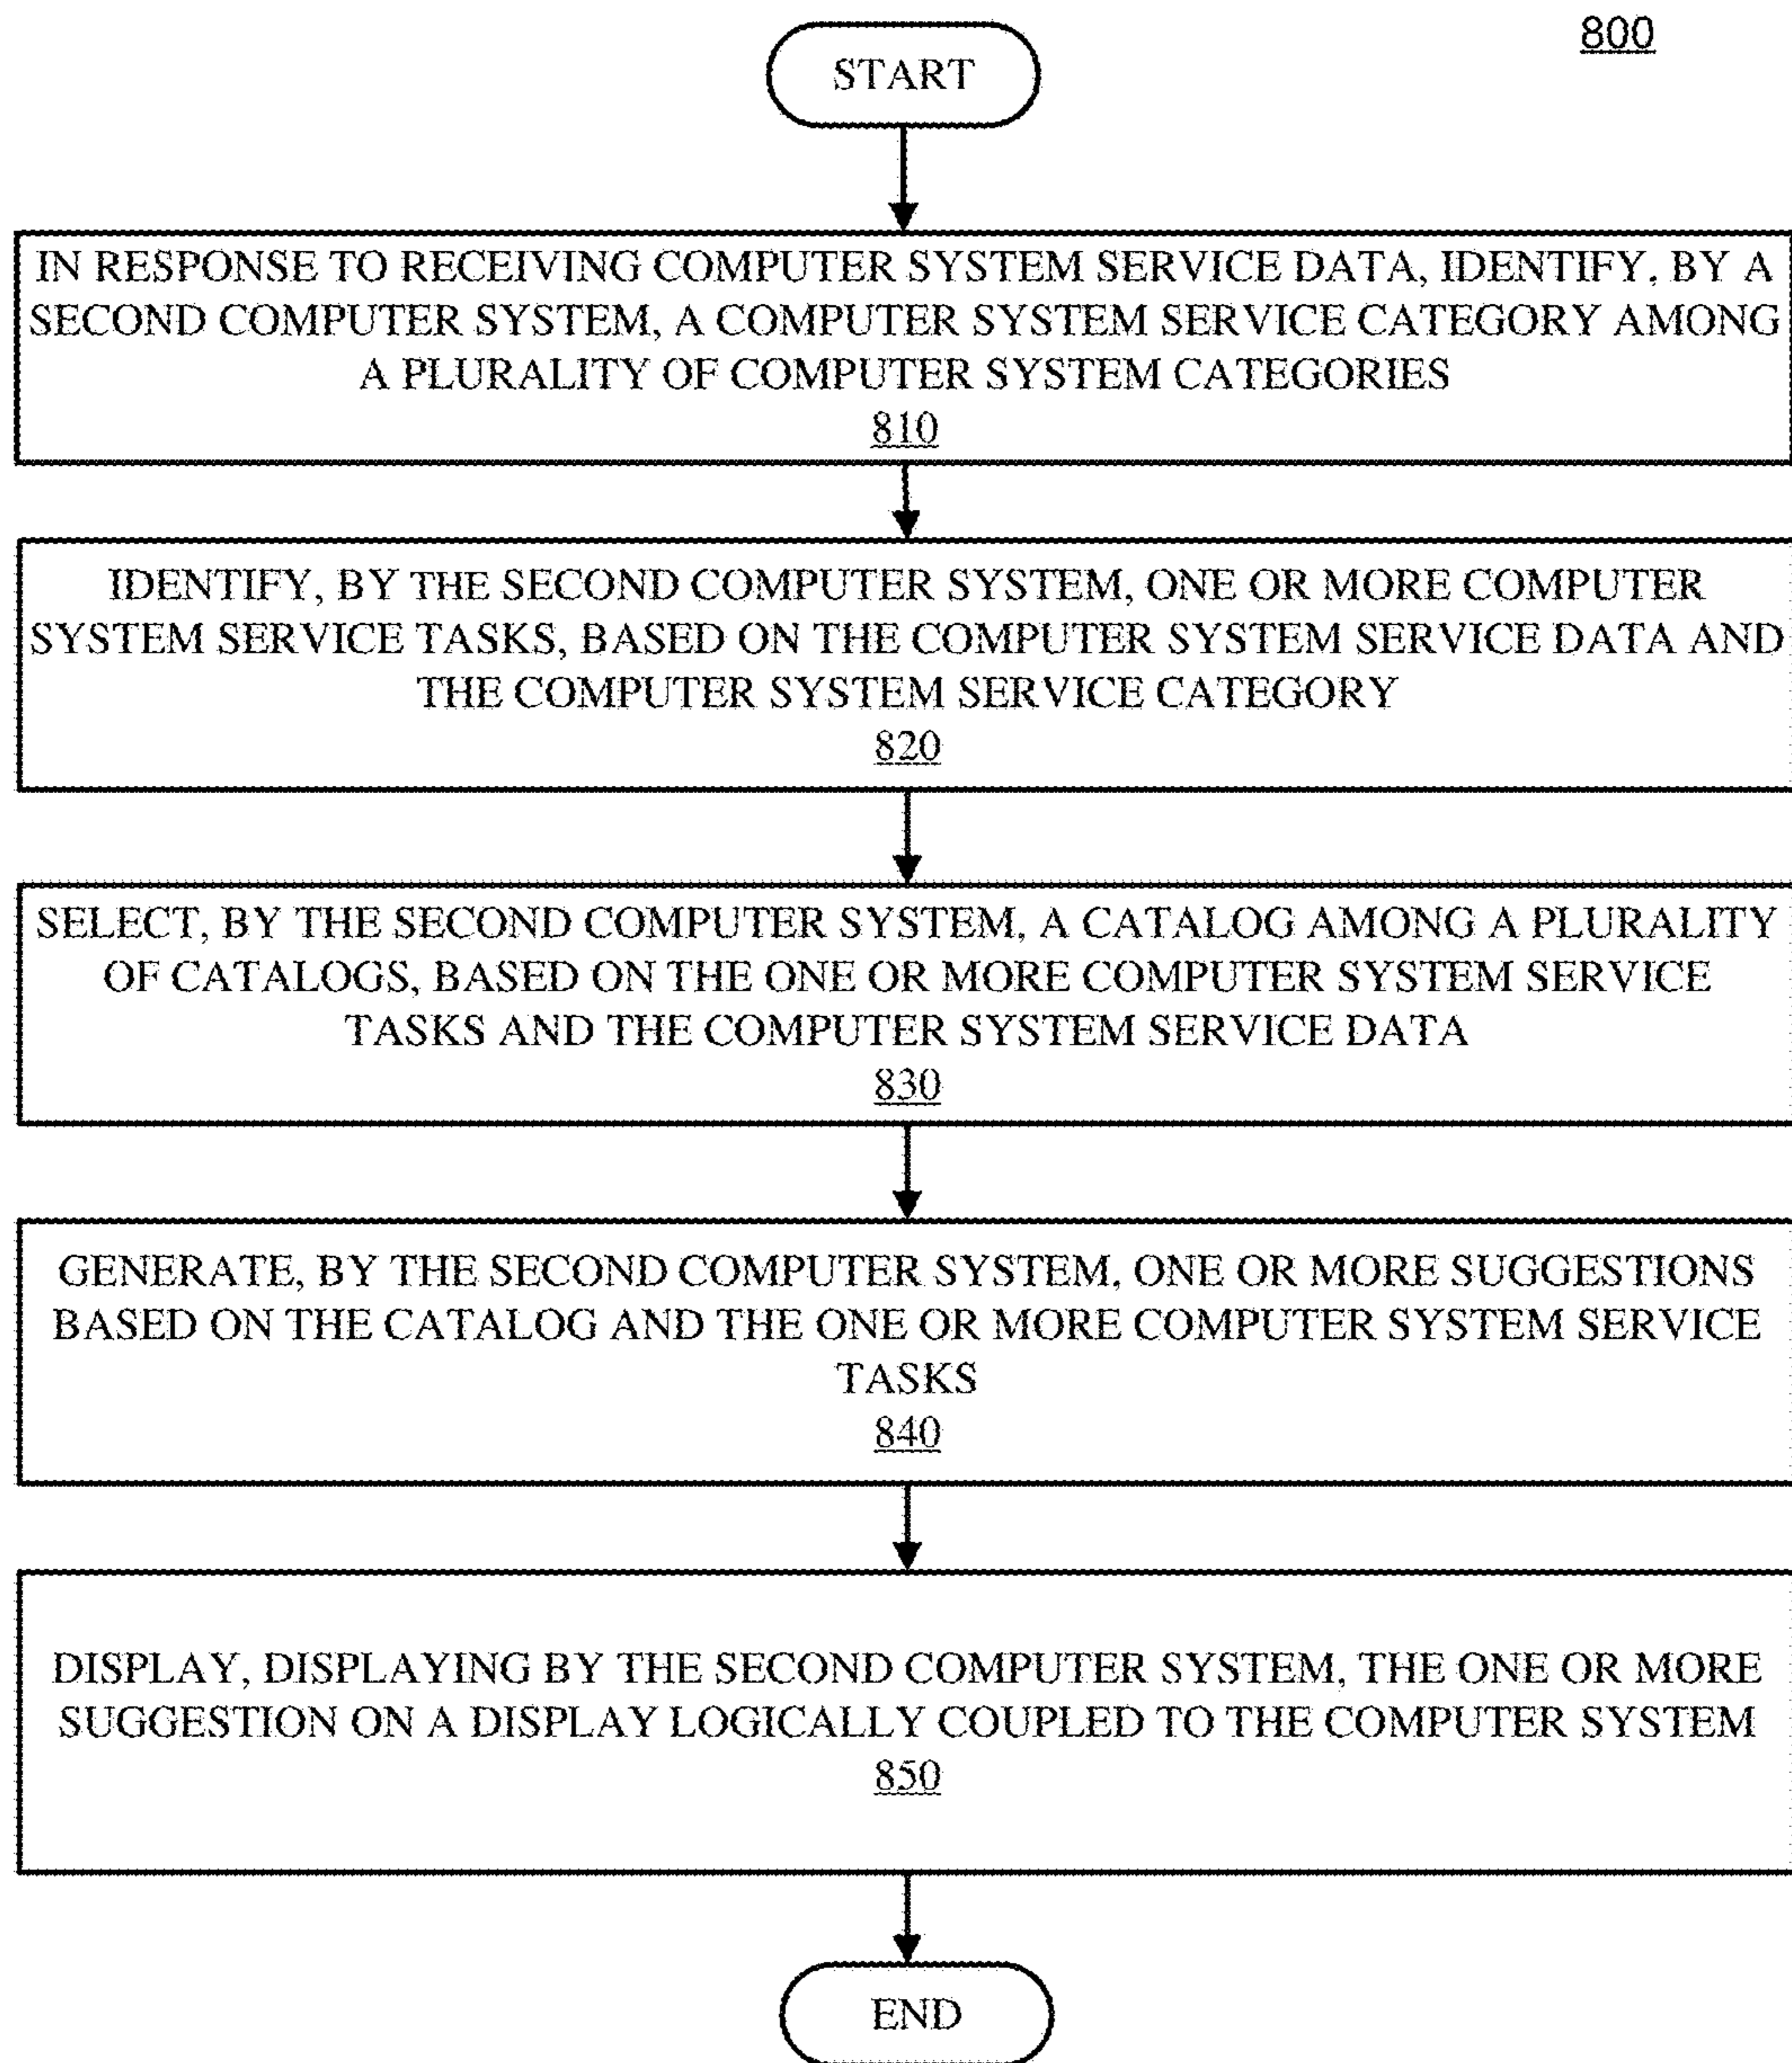 800
START
IN RESPONSE TO RECEIVING COMPUTER SYSTEM SERVICE DATA, IDENTIFY, BY A
SECOND COMPUTER SYSTEM, A COMPUTER SYSTEM SERVICE CATEGORY AMONG
A PLURALITY OF COMPUTER SYSTEM CATEGORIES
810
IDENTIFY, BY THE SECOND COMPUTER SYSTEM, ONE OR MORE COMPUTER
SYSTEM SERVICE TASKS, BASED ON THE COMPUTER SYSTEM SERVICE DATA AND
THE COMPUTER SYSTEM SERVICE CATEGORY
820
SELECT, BY THE SECOND COMPUTER SYSTEM, A CATALOG AMONG A PLURALITY
OF CATALOGS, BASED ON THE ONE OR MORE COMPUTER SYSTEM SERVICE
TASKS AND THE COMPUTER SYSTEM SERVICE DATA
830
GENERATE, BY THE SECOND COMPUTER SYSTEM, ONE OR MORE SUGGESTIONS
BASED ON THE CATALOG AND THE ONE OR MORE COMPUTER SYSTEM SERVICE
TASKS
840
DISPLAY, DISPLAYING BY THE SECOND COMPUTER SYSTEM, THE ONE OR MORE
SUGGESTION ON A DISPLAY LOGICALLY COUPLED TO THE COMPUTER SYSTEM
850
END